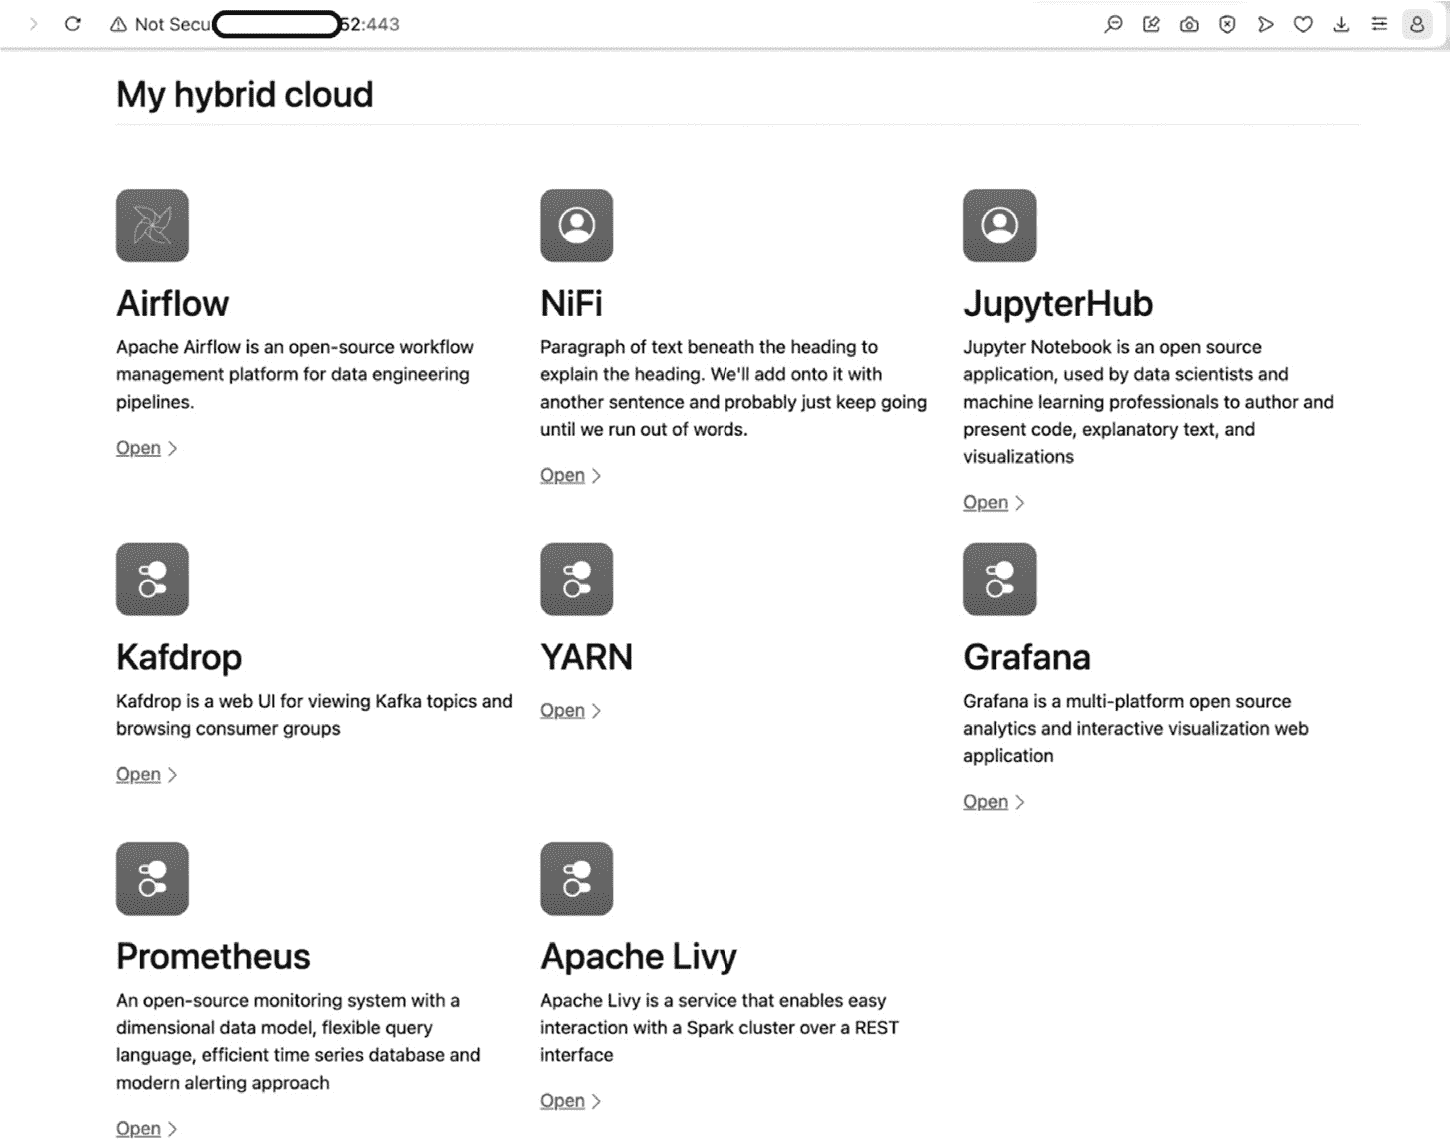 Not Secu
52:443
My hybrid cloud
Airflow
Apache Airflow is an open-source workflow
management platform for data engineering
pipelines.
Open
NiFi
Paragraph of text beneath the heading to
explain the heading. We'll add onto it with
another sentence and probably just keep going
until we run out of words.
Open
JupyterHub
Jupyter Notebook is an open source
application, used by data scientists and
machine learning professionals to author and
present code, explanatory text, and
visualizations
Open
Kafdrop
Kafdrop is a web UI for viewing Kafka topics and
browsing consumer groups
Open
YARN
Open
Grafana
Grafana is a multi-platform open source
analytics and interactive visualization web
application
Open
Prometheus
An open-source monitoring system with a
dimensional data model, flexible query
language, efficient time series database and
modern alerting approach
Open
Apache Livy
Apache Livy is a service that enables easy
interaction with a Spark cluster over a REST
interface
Open